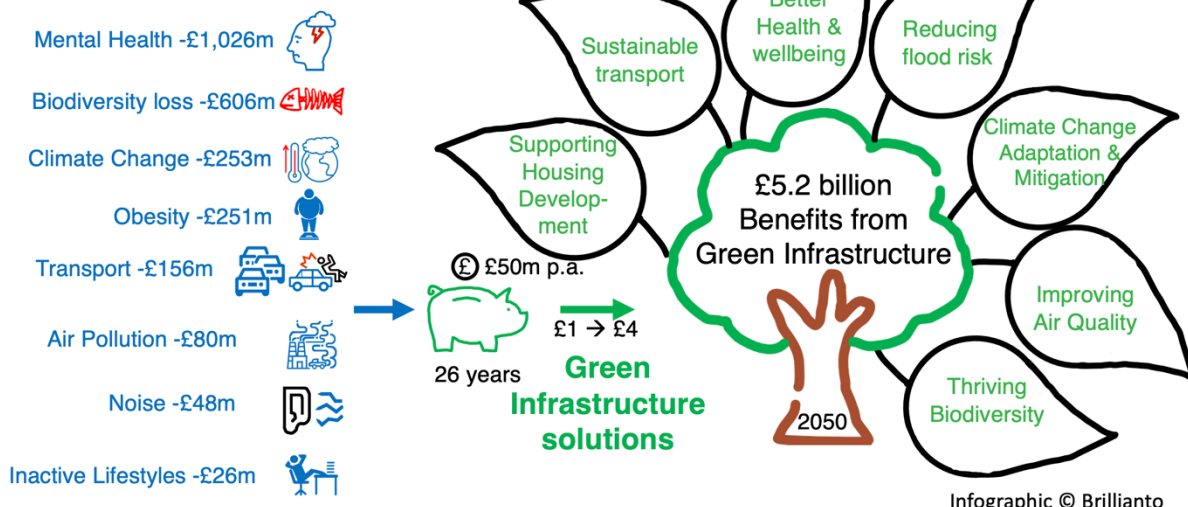 Mental Health -£1,026m
Biodiversity loss -£606m
Climate Change -£253m
Obesity -£251m
Transport -£156m
Air Pollution -£80m
Noise -£48m
Inactive Lifestyles -£26m
£ £50m p.a.
26 years
£1 → £4
Green
Infrastructure
solutions
Supporting
Housing
Develop-
ment
Sustainable
transport
Better
Health &
wellbeing
Reducing
flood risk
Climate Change
Adaptation &
Mitigation
Improving
Air Quality
Thriving
Biodiversity
£5.2 billion
Benefits from
Green Infrastructure
2050
Infographic © Brillianto